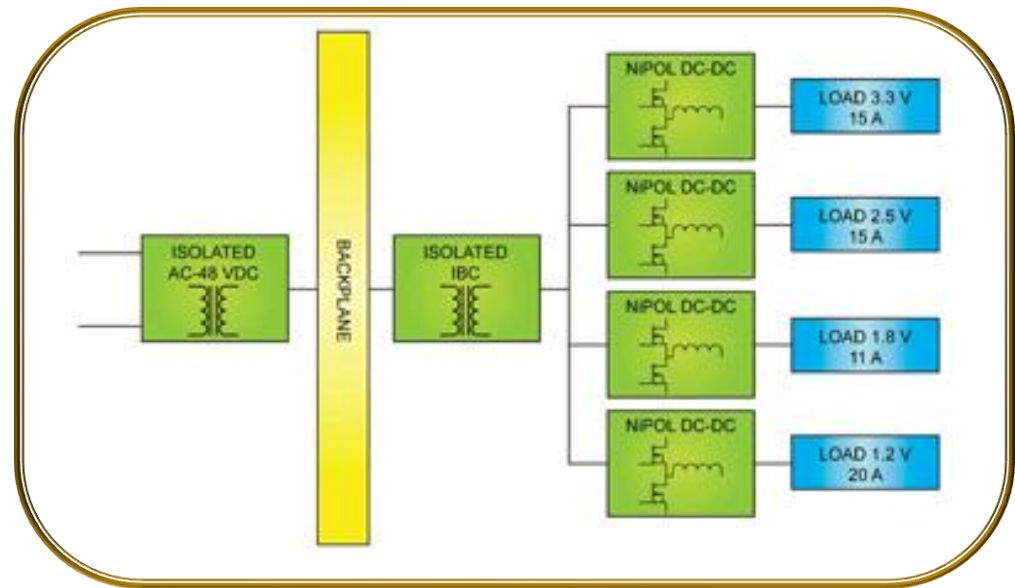 ISOLATED
AC-48 VDC
BACKPLANE
ISOLATED
IBC
NiPOL DC-DC
LOAD 3.3 V
15 A
NiPOL DC-DC
LOAD 2.5 V
15 A
NiPOL DC-DC
LOAD 1.8 V
11 A
NiPOL DC-DC
LOAD 1.2 V
20 A